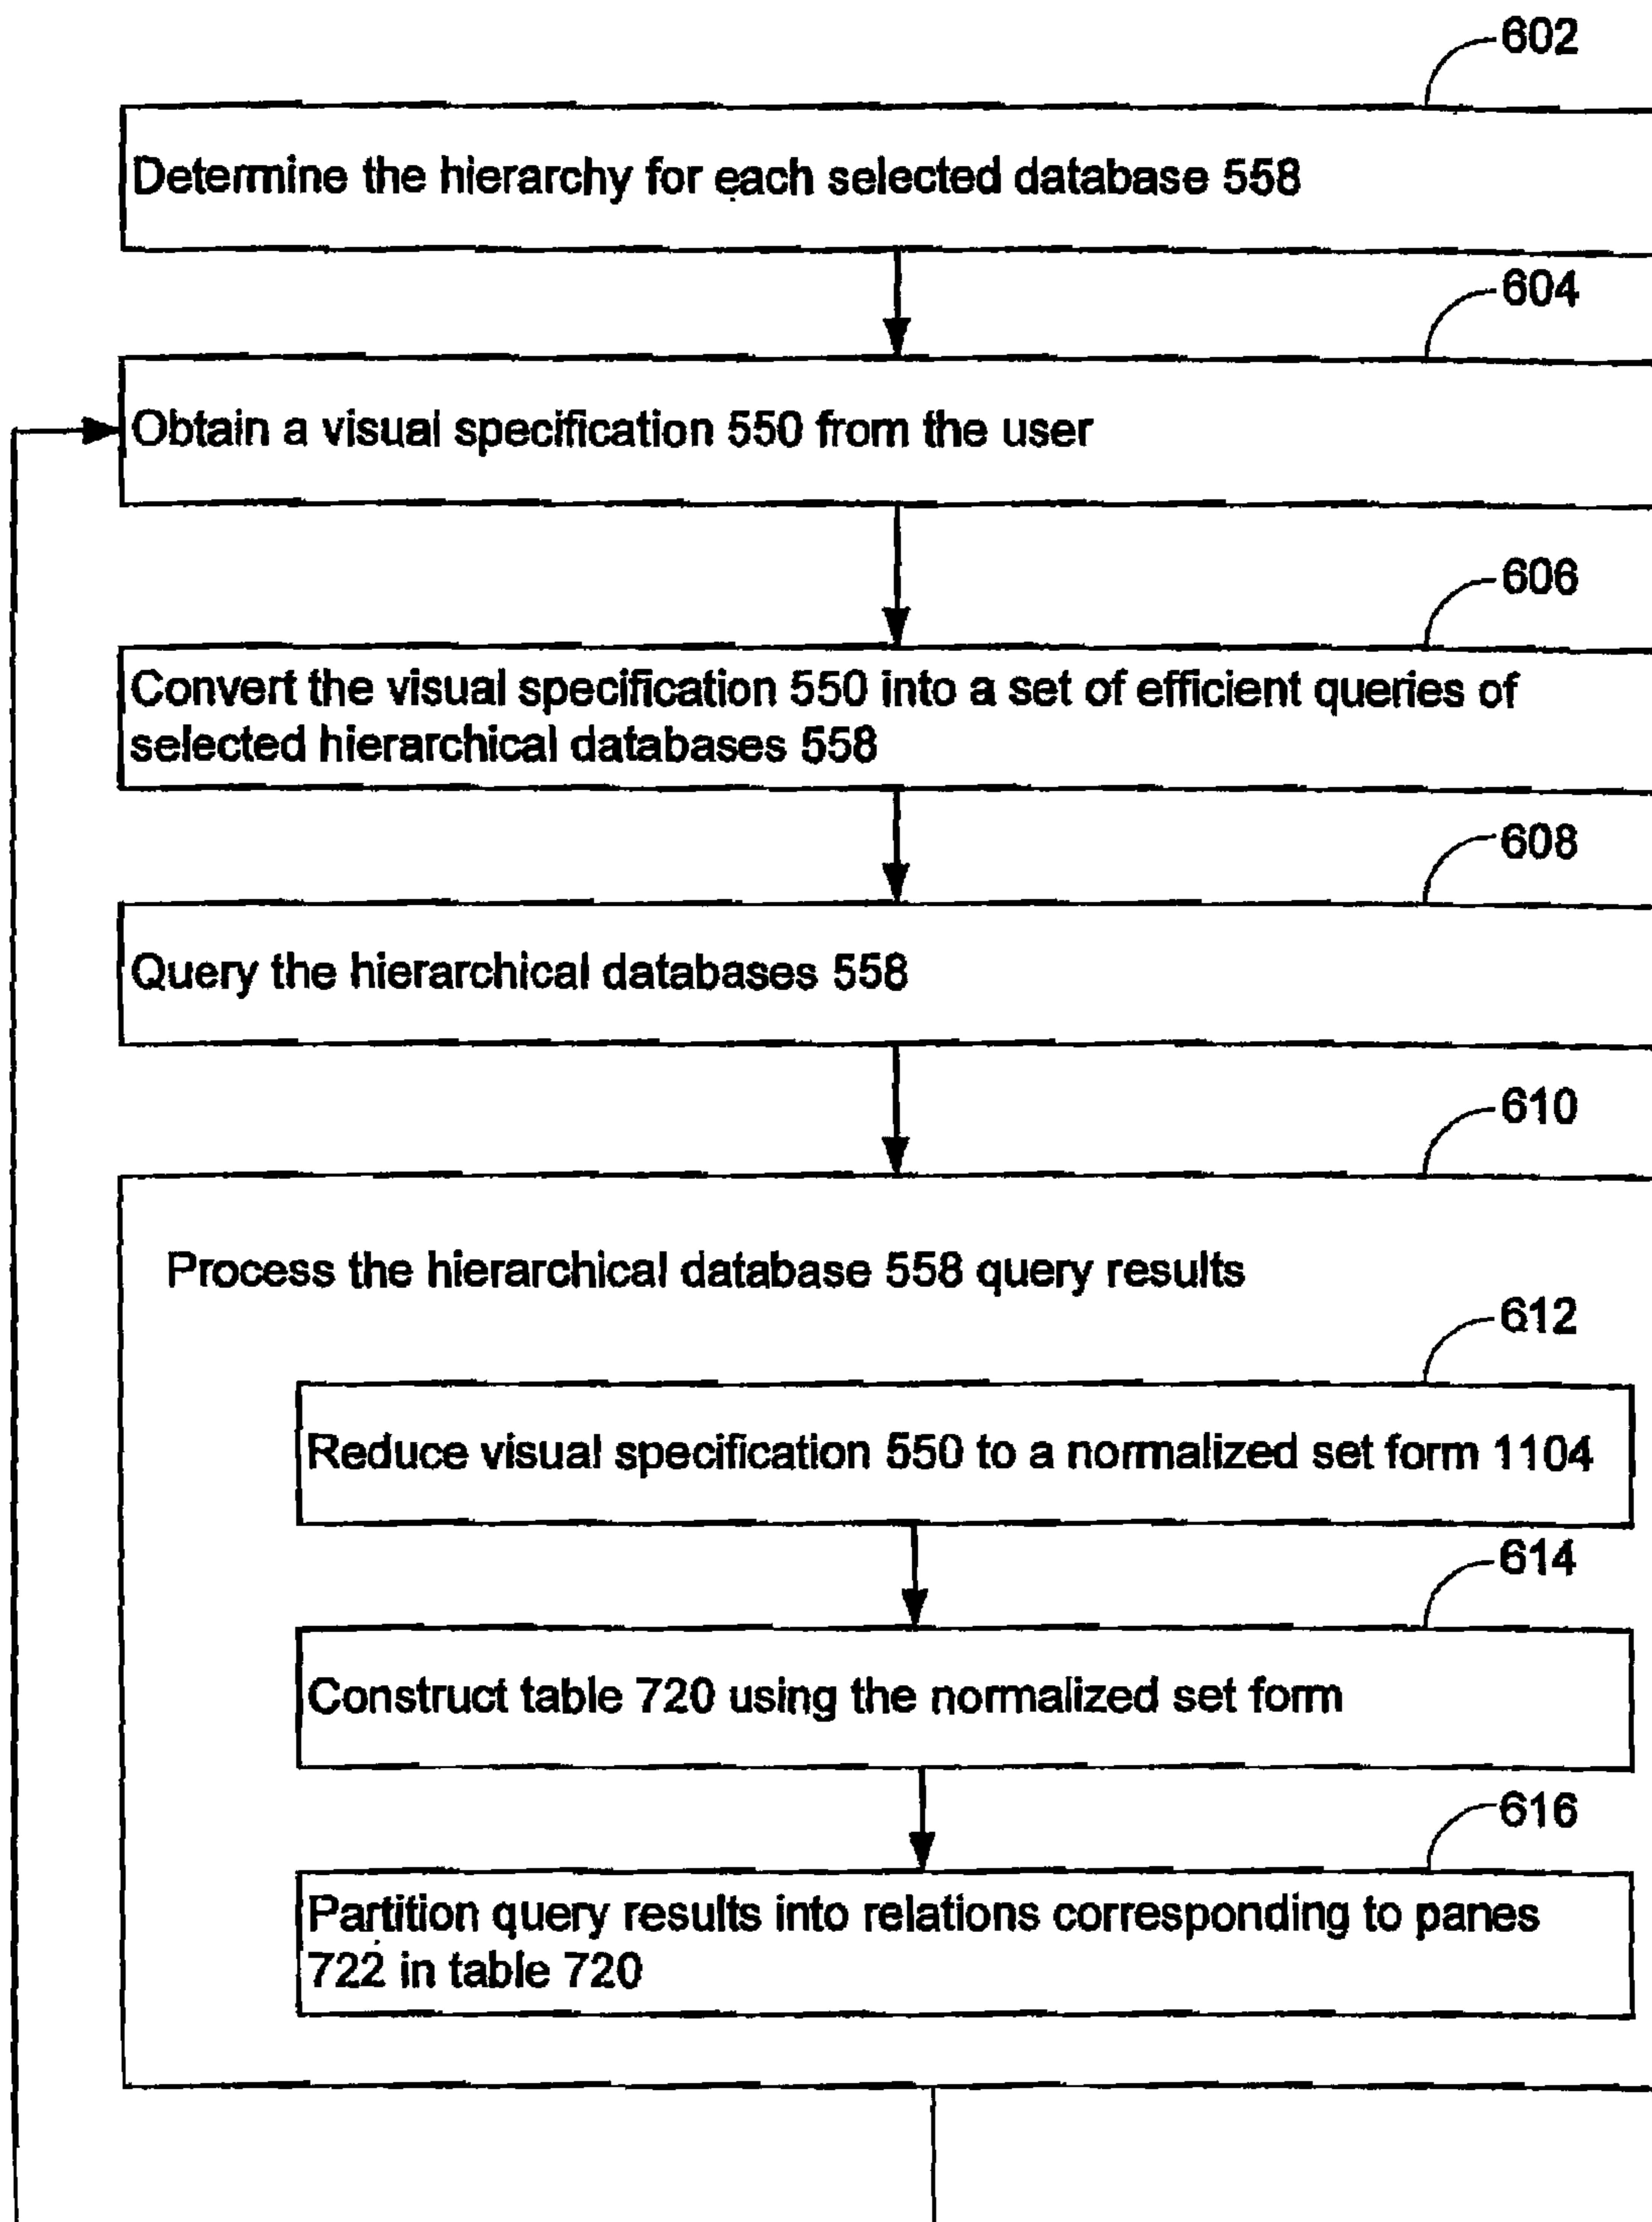 602
Determine the hierarchy for each selected database 558
604
Obtain a visual specification 550 from the user
606
Convert the visual specification 550 into a set of efficient queries of
selected hierarchical databases 558
608
Query the hierarchical databases 558
610
Process the hierarchical database 558 query results
612
Reduce visual specification 550 to a normalized set form 1104
614
Construct table 720 using the normalized set form
616
Partition query results into relations corresponding to panes
722 in table 720